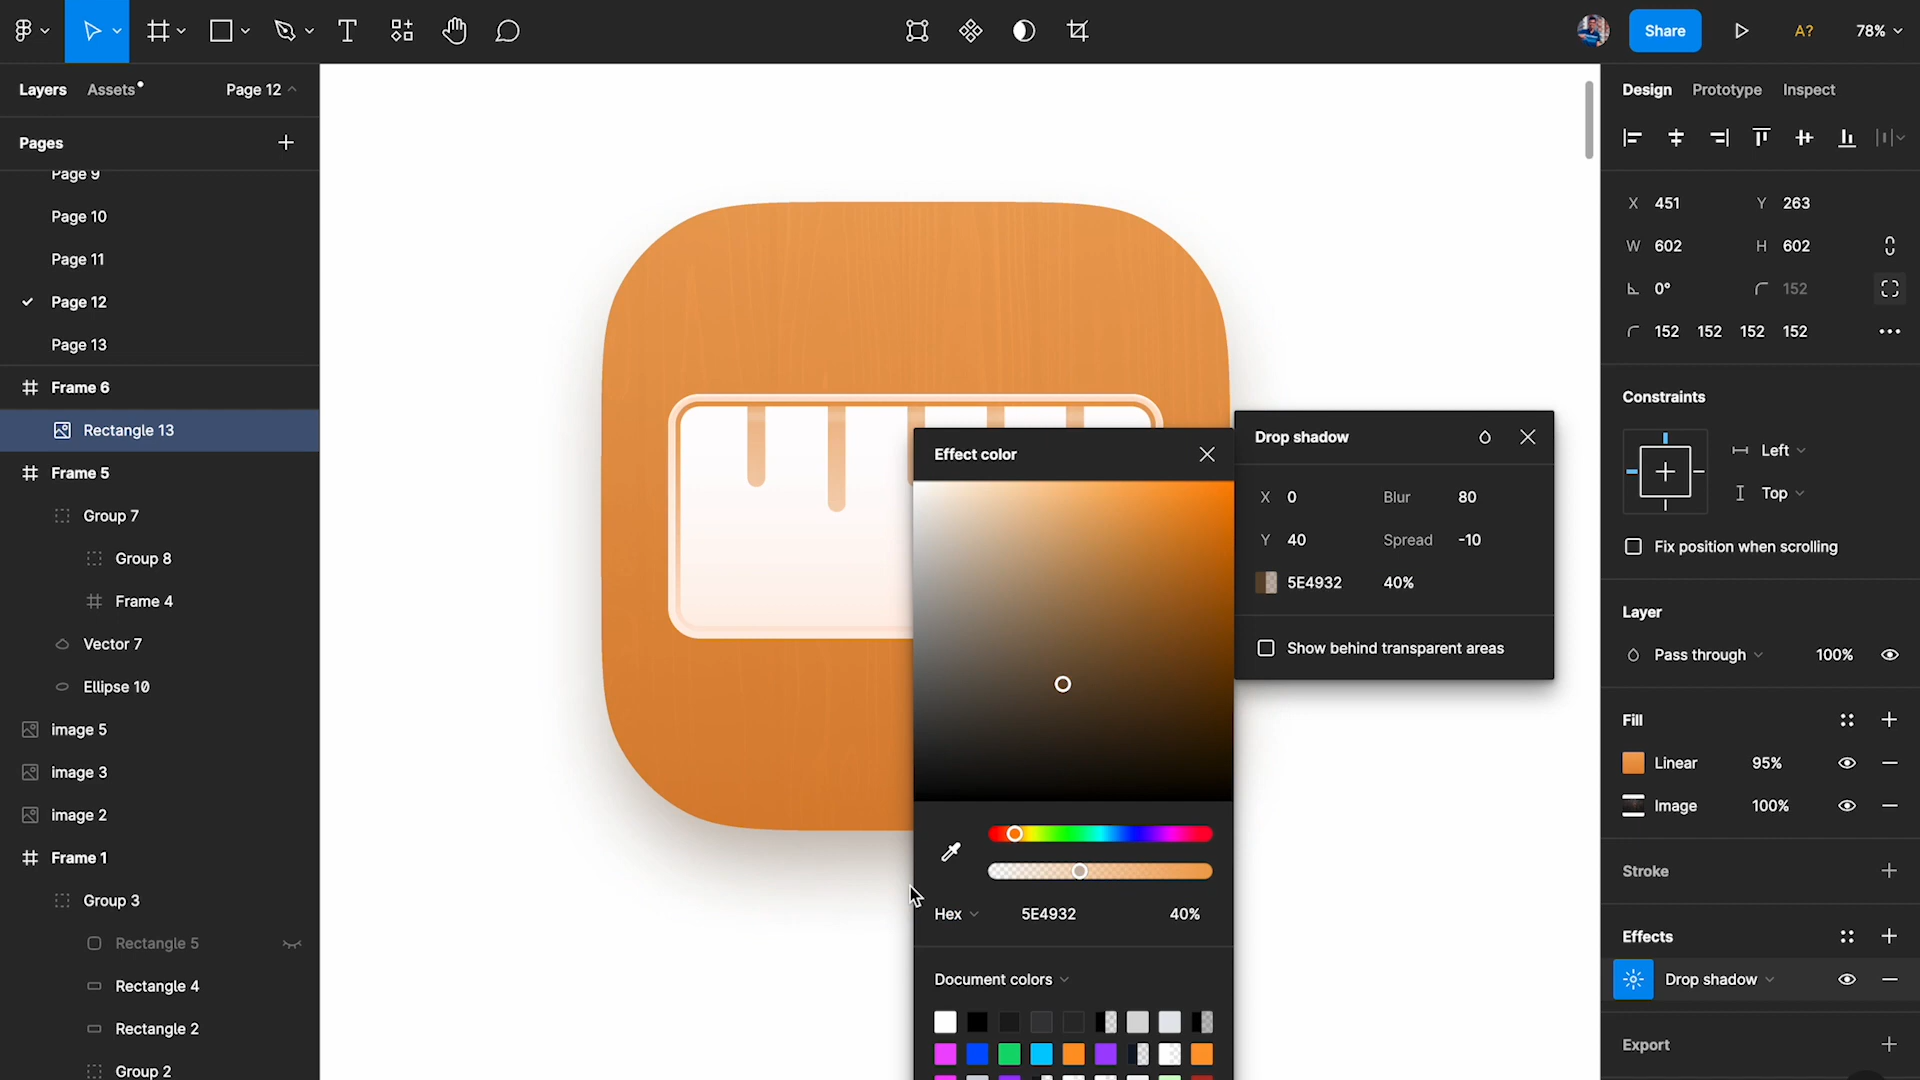 Share
A?
78%
Layers
Assets
Page 12
Pages
Page 9
Page 10
Page 11
Page 12
Page 13
Frame 6
Rectangle 13
Frame 5
Group 7
Group 8
Frame 4
Vector 7
Ellipse 10
image 5
image 3
image 2
Frame 1
Group 3
Rectangle 5
Rectangle 4
Rectangle 2
Group 2
Effect color
Hex
5E4932
40%
Document colors
Drop shadow
X 0
Blur 80
Y 40
Spread -10
5E4932 40%
Show behind transparent areas
Design
Prototype
Inspect
X 451
Y 263
W 602
H 602
0°
152
152 152 152 152
Constraints
Left
Top
Fix position when scrolling
Layer
Pass through
100%
Fill
Linear
95%
Image
100%
Stroke
Effects
Drop shadow
Export